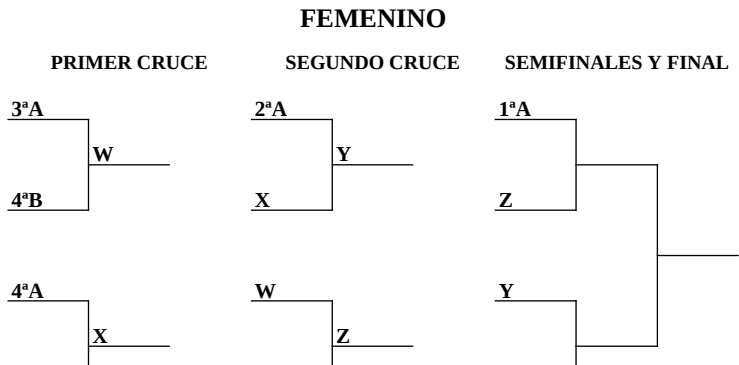 FEMENINO
PRIMER CRUCE SEGUNDO CRUCE SEMIFINALES Y FINAL
3ªA 2ªA 1ªA
W Y
4ªB X Z
4ªA W Y
X Z